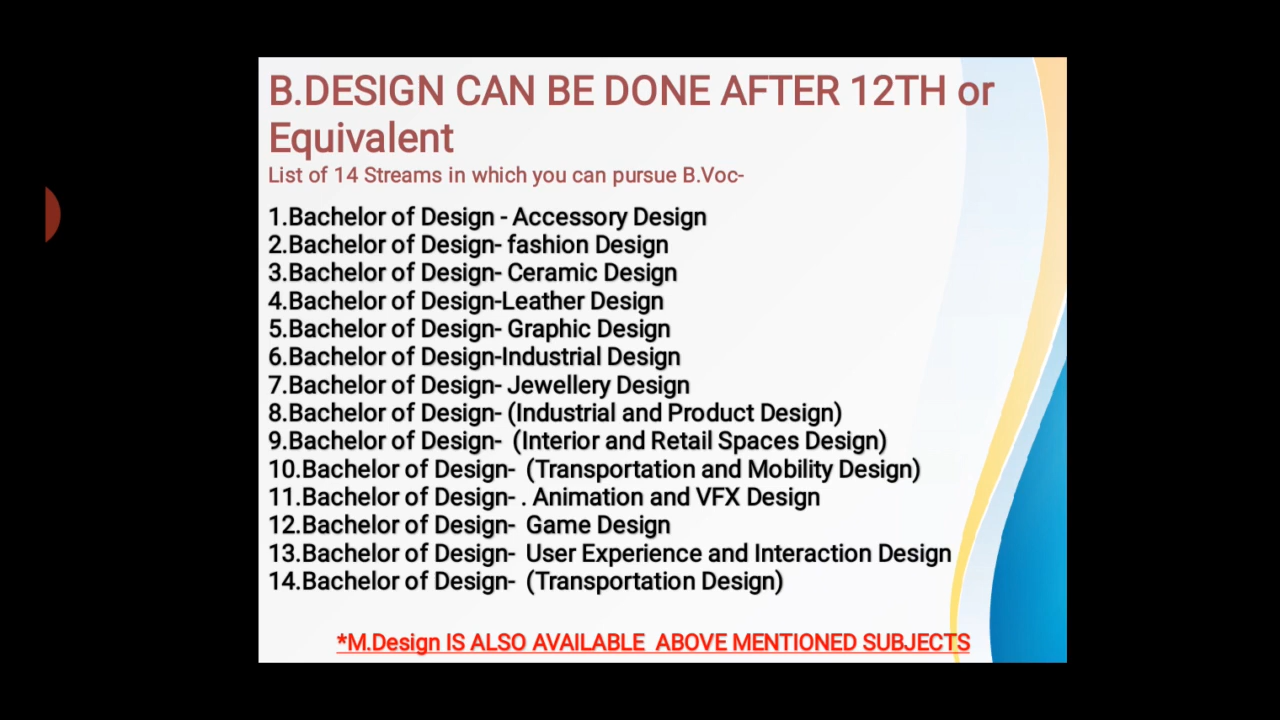 B.DESIGN CAN BE DONE AFTER 12TH or
Equivalent
List of 14 Streams in which you can pursue B.Voc-
1.Bachelor of Design - Accessory Design
2.Bachelor of Design- fashion Design
3.Bachelor of Design- Ceramic Design
4.Bachelor of Design-Leather Design
5.Bachelor of Design- Graphic Design
6.Bachelor of Design-Industrial Design
7.Bachelor of Design- Jewellery Design
8.Bachelor of Design- (Industrial and Product Design)
9.Bachelor of Design-  (Interior and Retail Spaces Design)
10.Bachelor of Design-  (Transportation and Mobility Design)
11.Bachelor of Design- . Animation and VFX Design
12.Bachelor of Design-  Game Design
13.Bachelor of Design-  User Experience and Interaction Design
14.Bachelor of Design-  (Transportation Design)
*M.Design IS ALSO AVAILABLE  ABOVE MENTIONED SUBJECTS